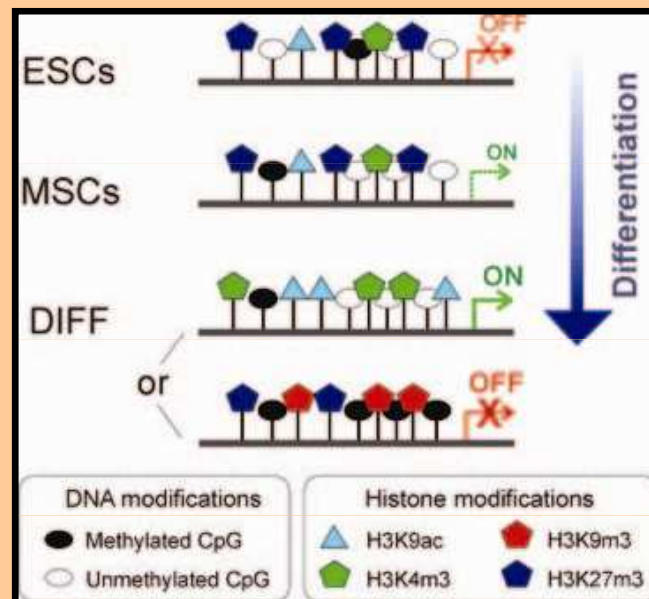 OFF
ESCs
ON
MSCs
Differentiation
ON
DIFF
or
OFF
DNA modifications
Methylated CpG
Unmethylated CpG
Histone modifications
H3K9ac
H3K9m3
H3K4m3
H3K27m3